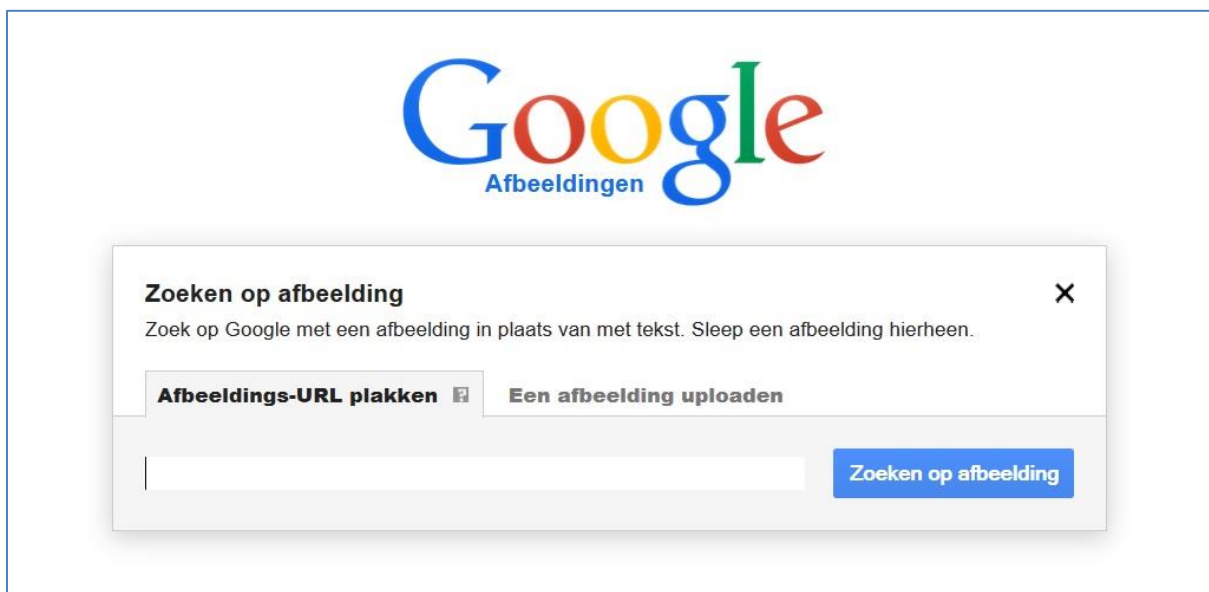 Google
Afbeeldingen
Zoeken op afbeelding
Zoek op Google met een afbeelding in plaats van met tekst. Sleep een afbeelding hierheen.
Afbeeldings-URL plakken ? Een afbeelding uploaden
Zoeken op afbeelding